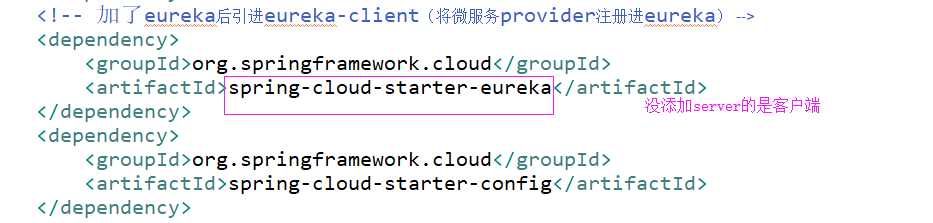 <!-- 加了eureka后引进eureka-client（将微服务provider注册进eureka） -->
<dependency>
<groupId>org.springframework.cloud</groupId>
<artifactId>spring-cloud-starter-eureka</artifactId>
没添加server的是客户端
</dependency>
<dependency>
<groupId>org.springframework.cloud</groupId>
<artifactId>spring-cloud-starter-config</artifactId>
</dependency>